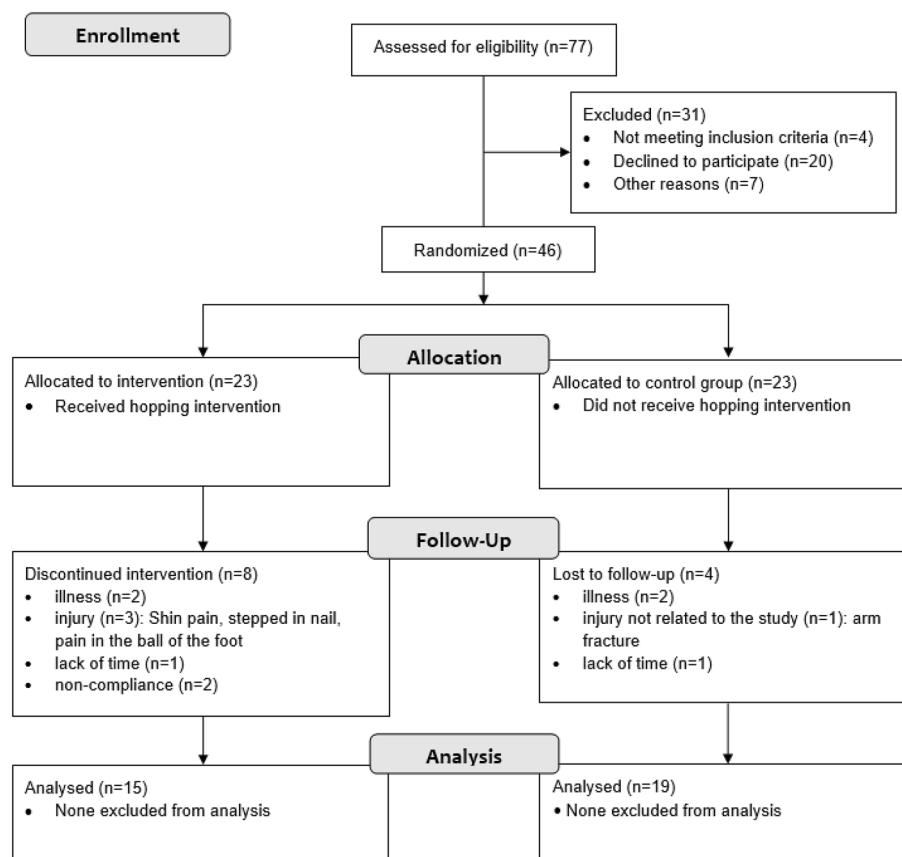 Enrollment
Assessed for eligibility (n=77)
Excluded (n=31)
• Not meeting inclusion criteria (n=4)
• Declined to participate (n=20)
• Other reasons (n=7)
Randomized (n=46)
Allocation
Allocated to intervention (n=23)
• Received hopping intervention
Allocated to control group (n=23)
• Did not receive hopping intervention
Follow-Up
Discontinued intervention (n=8)
• illness (n=2)
• injury (n=3): Shin pain, stepped in nail,
pain in the ball of the foot
• lack of time (n=1)
• non-compliance (n=2)
Lost to follow-up (n=4)
• illness (n=2)
• injury not related to the study (n=1): arm
fracture
• lack of time (n=1)
Analysis
Analysed (n=15)
• None excluded from analysis
Analysed (n=19)
• None excluded from analysis